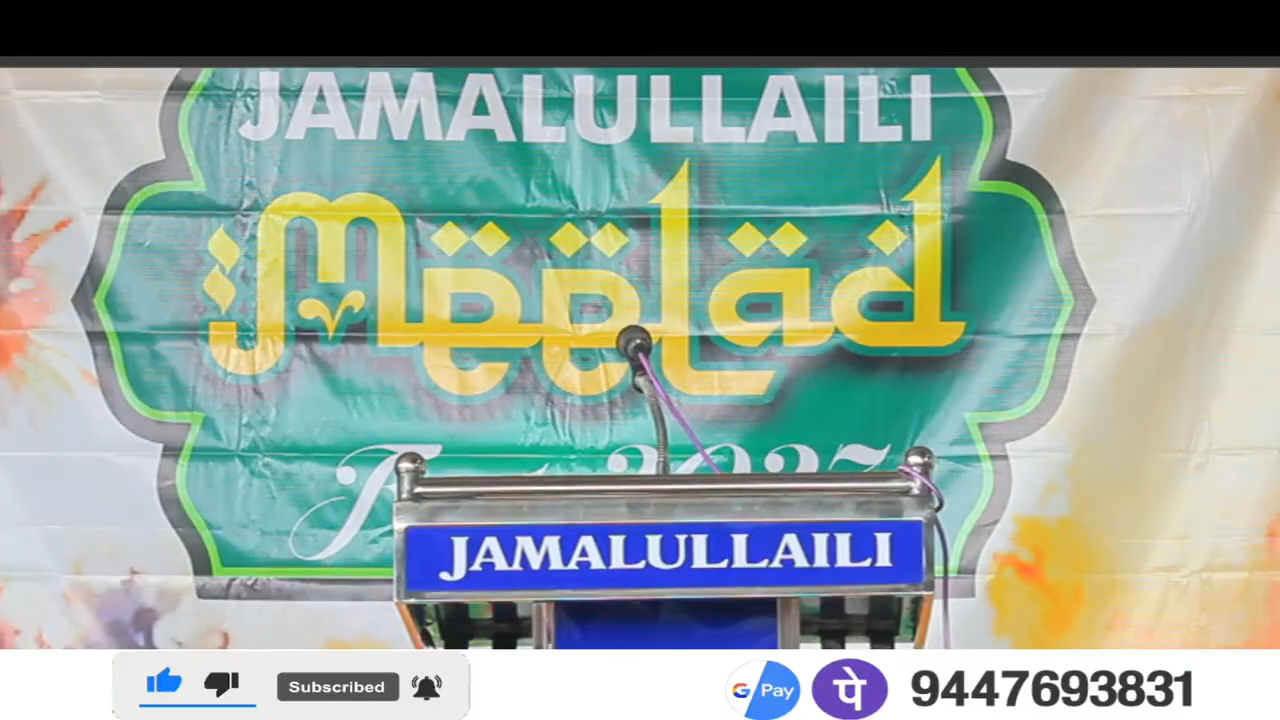 JAMALULLAILI
Meelad
JAMALULLAILI
Subscribed
G Pay
पे
9447693831